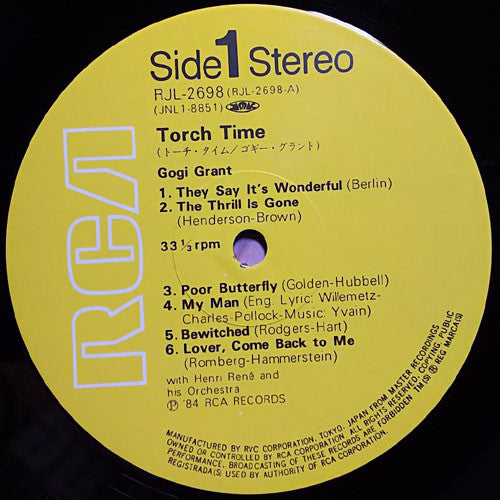 Side 1 Stereo
RJL-2698 (RJL-2698-A)
(JNL1-8851) JASRAC
Torch Time
(トーチ・タイム/ゴギー・グラント)
Gogi Grant
1. They Say It's Wonderful (Berlin)
2. The Thrill Is Gone
(Henderson-Brown)
33⅓ rpm
3. Poor Butterfly (Golden-Hubbell)
4. My Man (Eng. Lyric: Willemetz-
Charles-Pollock-Music: Yvain)
5. Bewitched (Rodgers-Hart)
6. Lover, Come Back to Me
(Romberg-Hammerstein)
with Henri René and
his Orchestra
Ⓟ '84 RCA RECORDS
RCA
MANUFACTURED BY RVC CORPORATION, TOKYO, JAPAN FROM MASTER RECORDINGS
OWNED OR CONTROLLED BY RCA CORPORATION. ALL RIGHTS RESERVED, COPYING, PUBLIC
PERFORMANCE, BROADCASTING OF THESE RECORDS ARE FORBIDDEN TM(S) ® REG MARCA(S)
REGISTRADA(S) USED BY AUTHORITY OF RCA CORPORATION.